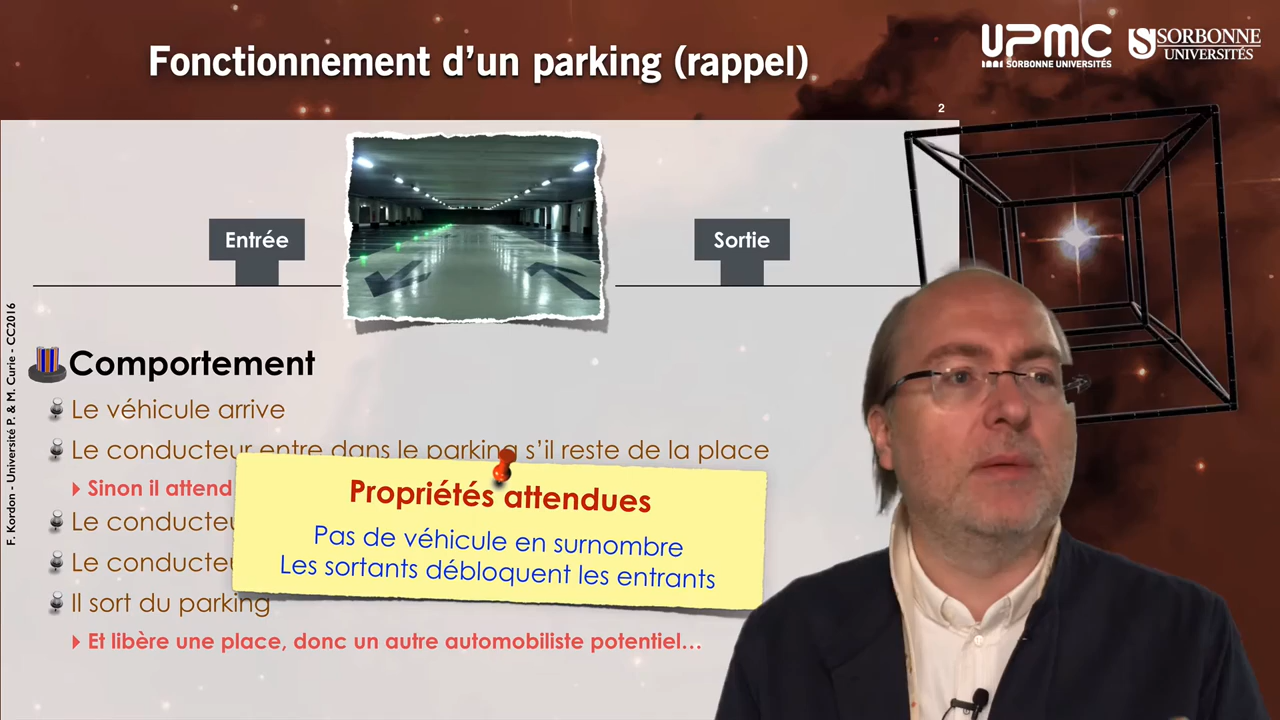 Fonctionnement d'un parking (rappel)
UPMC
SORBONNE UNIVERSITÉS
SORBONNE
UNIVERSITÉS
2
Entrée
Sortie
F. Kordon - Université P. & M. Curie - CC2016
Comportement
Le véhicule arrive
Le conducteur entre dans le parking s'il reste de la place
Sinon il attend
Propriétés attendues
Le conducteu
Pas de véhicule en surnombre
Le conducteu
Les sortants débloquent les entrants
Il sort du parking
Et libère une place, donc un autre automobiliste potentiel…